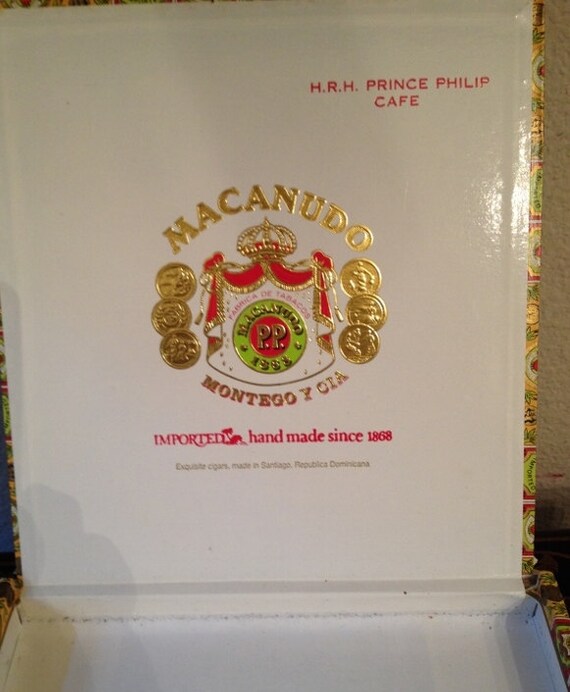 H.R.H. PRINCE PHILIP
CAFE
MACANUDO
FABRICA DE TABACOS
MACANUDO
P.P.
1868
MONTEGO Y CIA
IMPORTED hand made since 1868
Exquisite cigars, made in Santiago, Republica Dominicana